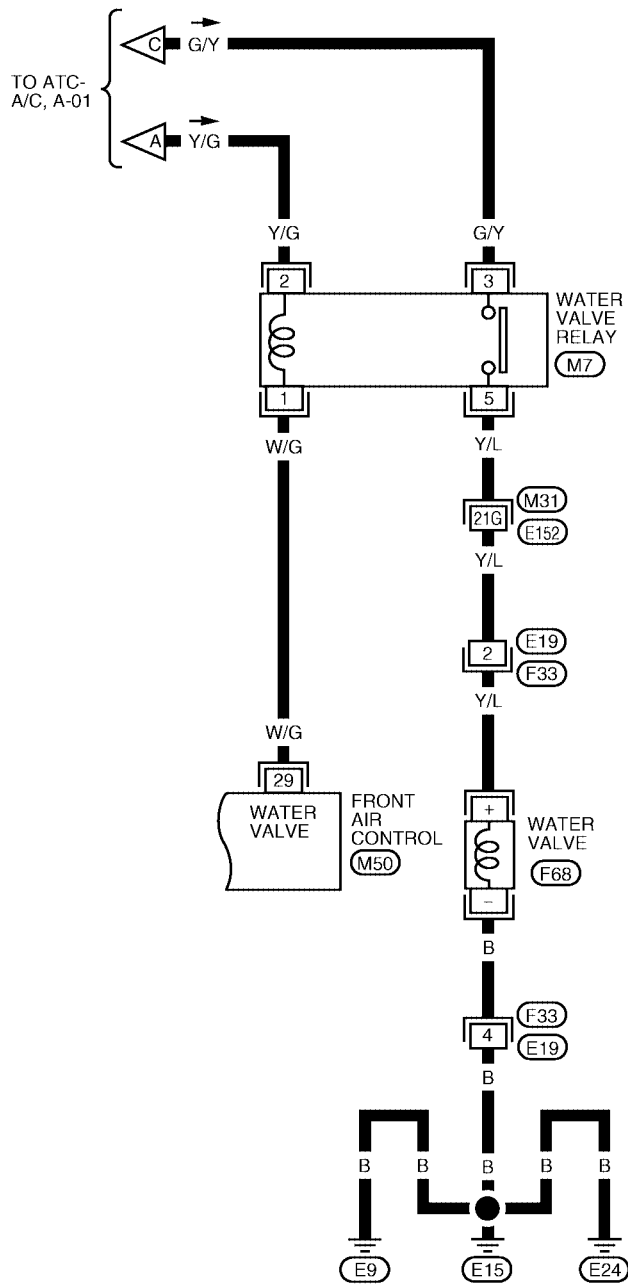 C G/Y
TO ATC-
A/C, A-01
A Y/G
Y/G G/Y
2 3
WATER
VALVE
RELAY
M7
1 5
W/G Y/L
21G M31
E152
Y/L
2 E19
F33
Y/L
W/G
29
WATER
VALVE
FRONT
AIR
CONTROL
M50
+
WATER
VALVE
F68
−
B
F33
4
E19
B
B B B B B
E9 E15 E24